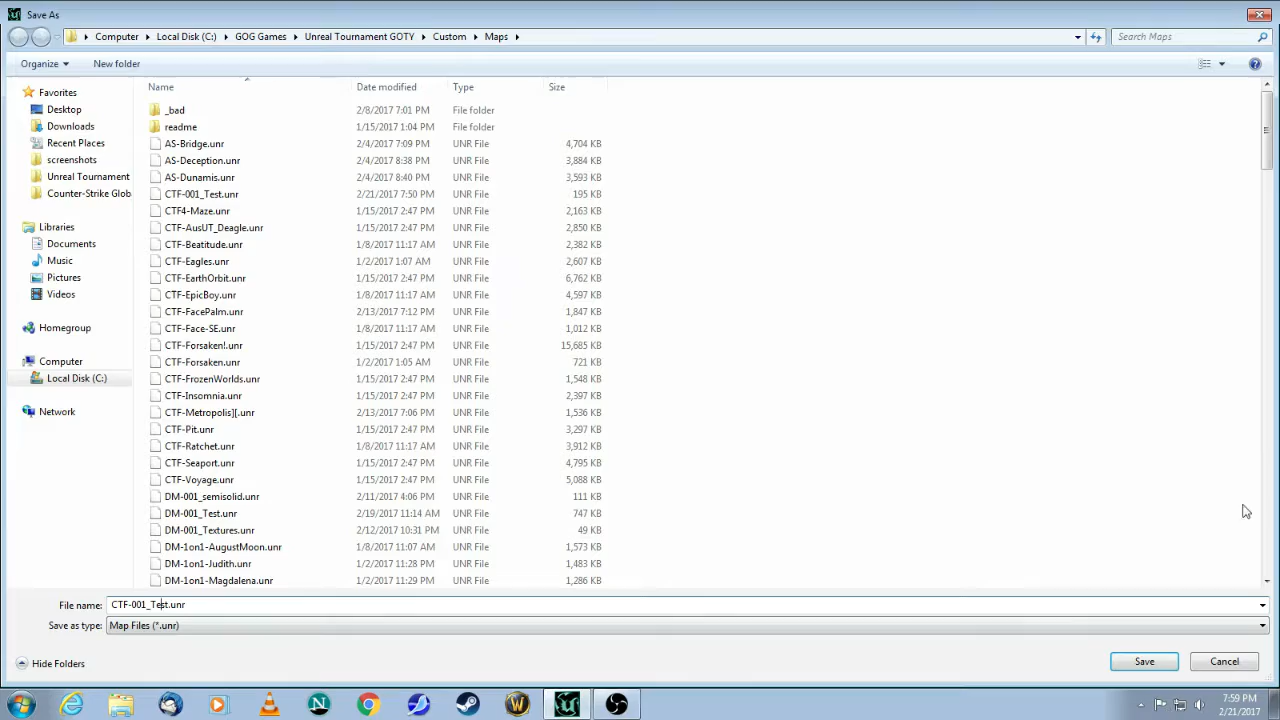 Save As
Computer Local Disk (C:) GOG Games Unreal Tournament GOTY Custom Maps Search Maps
Organize New folder
Name Date modified Type Size
Favorites
Desktop
Downloads
Recent Places
screenshots
Unreal Tournament
Counter-Strike Glob
Libraries
Documents
Music
Pictures
Videos
Homegroup
Computer
Local Disk (C:)
Network
_bad 2/8/2017 7:01 PM File folder
readme 1/15/2017 1:04 PM File folder
AS-Bridge.unr 2/4/2017 7:09 PM UNR File 4,704 KB
AS-Deception.unr 2/4/2017 8:38 PM UNR File 3,884 KB
AS-Dunamis.unr 2/4/2017 8:40 PM UNR File 3,593 KB
CTF-001_Test.unr 2/21/2017 7:50 PM UNR File 195 KB
CTF4-Maze.unr 1/15/2017 2:47 PM UNR File 2,163 KB
CTF-AusUT_Deagle.unr 1/15/2017 2:47 PM UNR File 2,850 KB
CTF-Beatitude.unr 1/8/2017 11:17 AM UNR File 2,382 KB
CTF-Eagles.unr 1/2/2017 1:07 AM UNR File 2,607 KB
CTF-EarthOrbit.unr 1/15/2017 2:47 PM UNR File 6,762 KB
CTF-EpicBoy.unr 1/8/2017 11:17 AM UNR File 4,597 KB
CTF-FacePalm.unr 2/13/2017 7:12 PM UNR File 1,847 KB
CTF-Face-SE.unr 1/8/2017 11:17 AM UNR File 1,012 KB
CTF-Forsaken!.unr 1/15/2017 2:47 PM UNR File 15,685 KB
CTF-Forsaken.unr 1/2/2017 1:05 AM UNR File 721 KB
CTF-FrozenWorlds.unr 1/15/2017 2:47 PM UNR File 1,548 KB
CTF-Insomnia.unr 1/15/2017 2:47 PM UNR File 2,397 KB
CTF-Metropolis][.unr 2/13/2017 7:06 PM UNR File 1,536 KB
CTF-Pit.unr 1/15/2017 2:47 PM UNR File 3,297 KB
CTF-Ratchet.unr 1/8/2017 11:17 AM UNR File 3,912 KB
CTF-Seaport.unr 1/15/2017 2:47 PM UNR File 4,795 KB
CTF-Voyage.unr 1/15/2017 2:47 PM UNR File 5,088 KB
DM-001_semisolid.unr 2/11/2017 4:06 PM UNR File 111 KB
DM-001_Test.unr 2/19/2017 11:14 AM UNR File 747 KB
DM-001_Textures.unr 2/12/2017 10:31 PM UNR File 49 KB
DM-1on1-AugustMoon.unr 1/8/2017 11:07 AM UNR File 1,573 KB
DM-1on1-Judith.unr 1/2/2017 11:28 PM UNR File 1,483 KB
DM-1on1-Magdalena.unr 1/2/2017 11:29 PM UNR File 1,286 KB
File name: CTF-001_Test.unr
Save as type: Map Files (*.unr)
Hide Folders Save Cancel
7:59 PM
2/21/2017